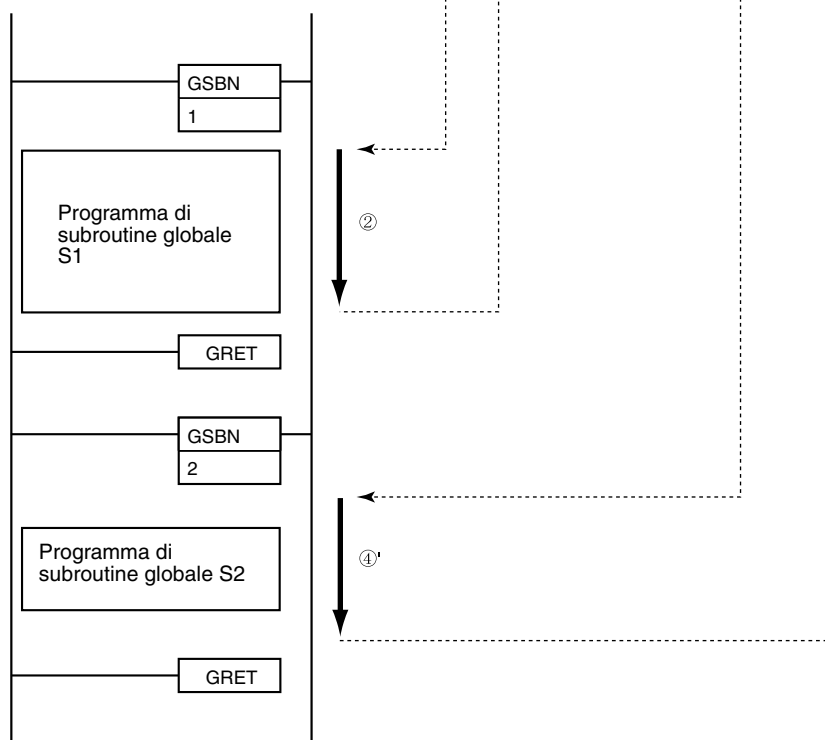 GSBN
1
Programma di
subroutine globale
S1
②
GRET
GSBN
2
Programma di
subroutine globale S2
④'
GRET